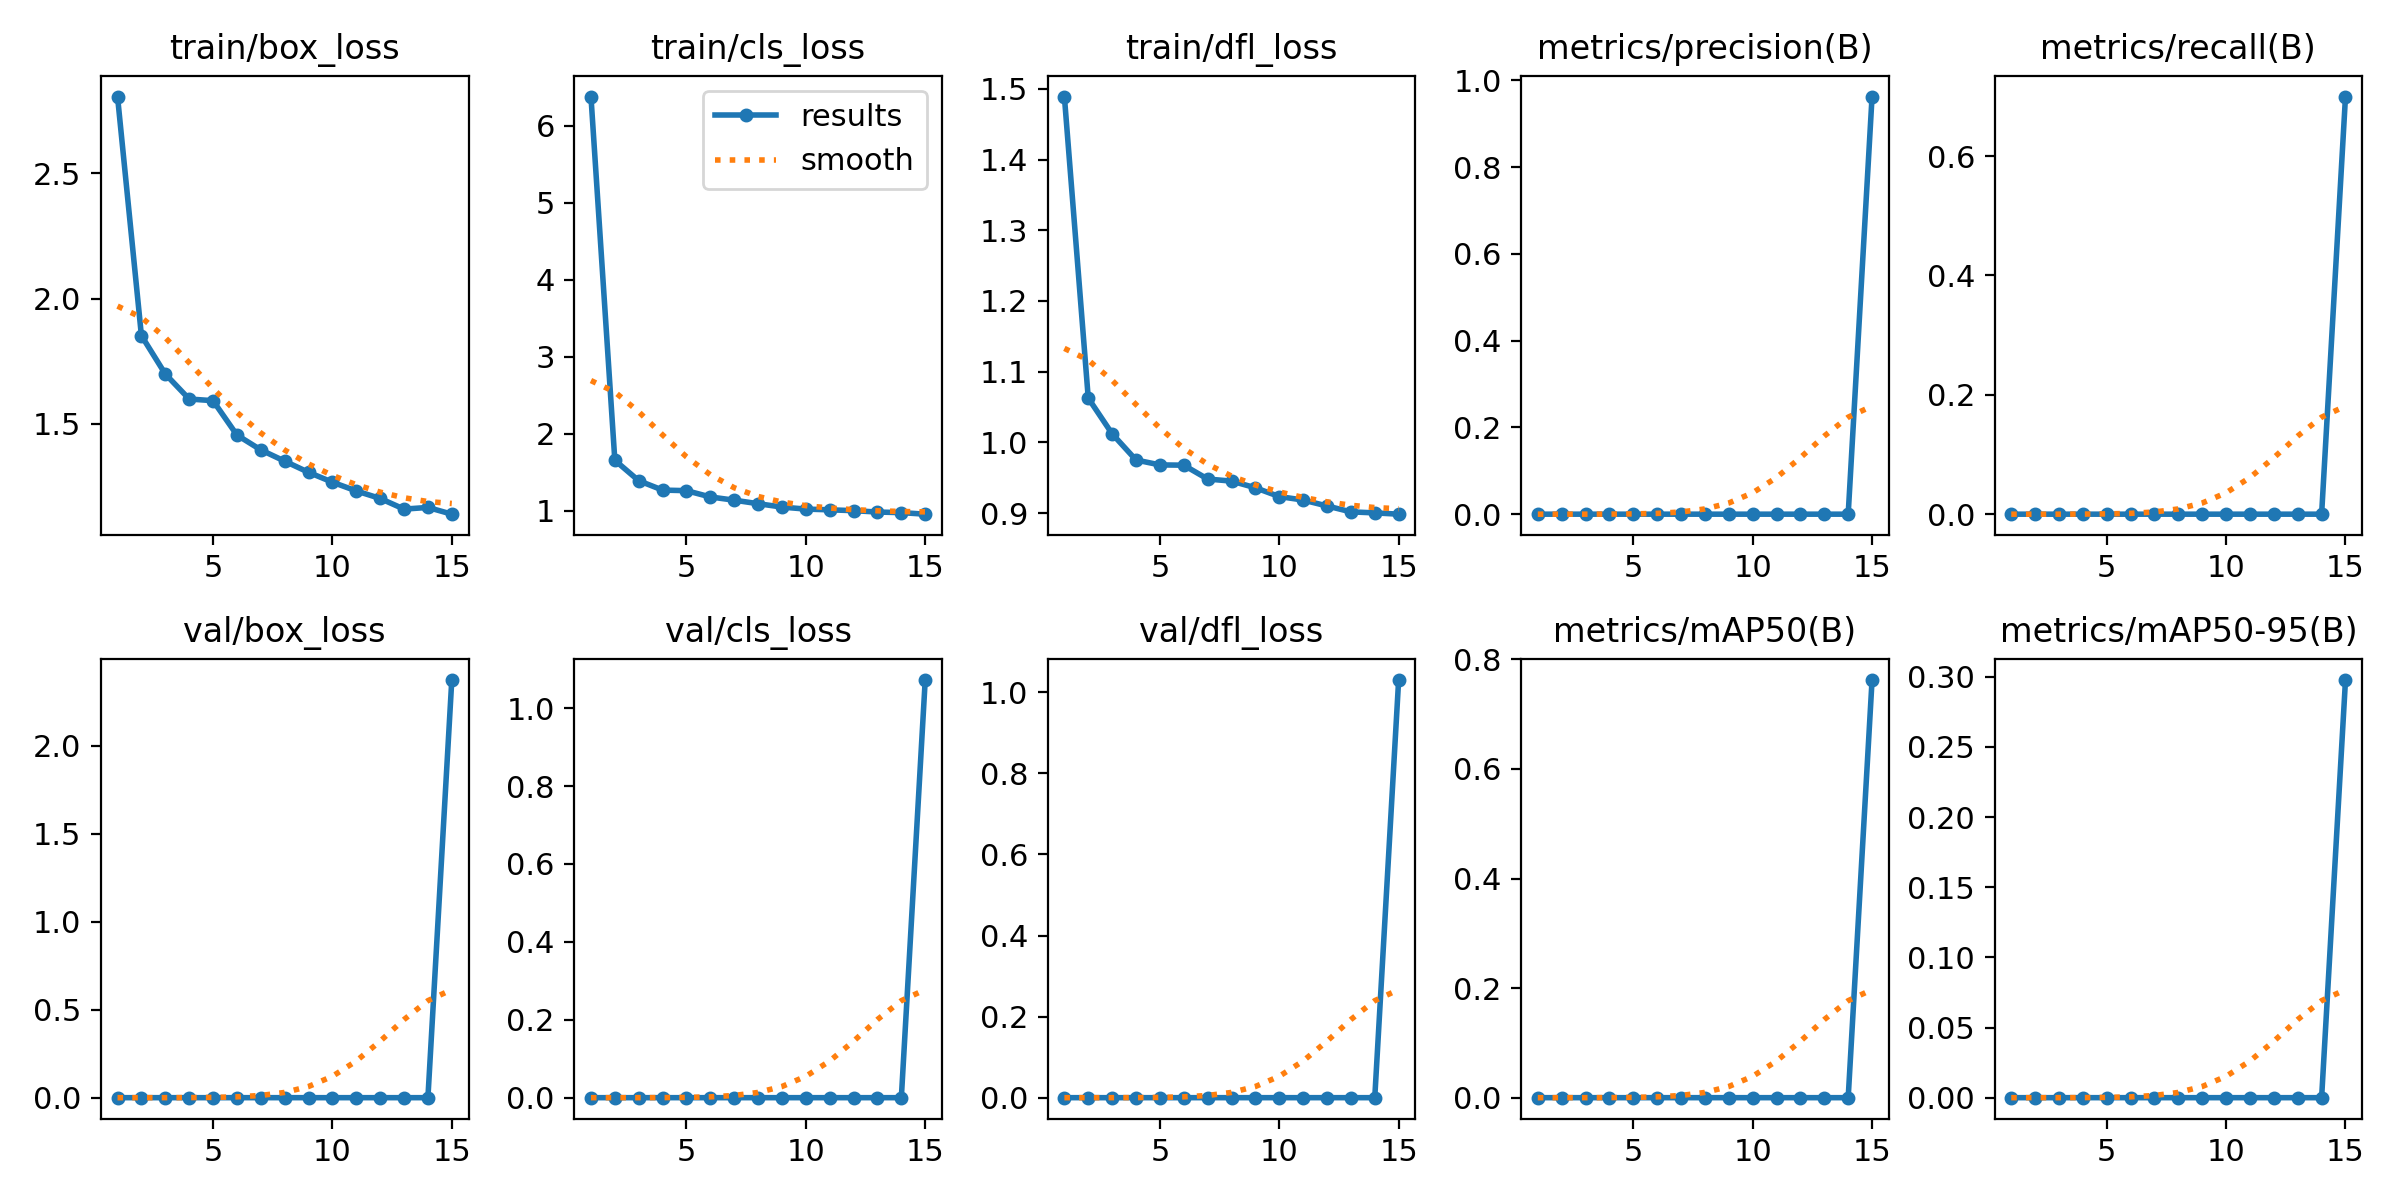 train/box_loss
2.5
2.0
1.5
5 10 15
train/cls_loss
results
smooth
6
5
4
3
2
1
5 10 15
train/dfl_loss
1.5
1.4
1.3
1.2
1.1
1.0
0.9
5 10 15
metrics/precision(B)
1.0
0.8
0.6
0.4
0.2
0.0
5 10 15
metrics/recall(B)
0.6
0.4
0.2
0.0
5 10 15
val/box_loss
2.0
1.5
1.0
0.5
0.0
5 10 15
val/cls_loss
1.0
0.8
0.6
0.4
0.2
0.0
5 10 15
val/dfl_loss
1.0
0.8
0.6
0.4
0.2
0.0
5 10 15
metrics/mAP50(B)
0.8
0.6
0.4
0.2
0.0
5 10 15
metrics/mAP50-95(B)
0.30
0.25
0.20
0.15
0.10
0.05
0.00
5 10 15